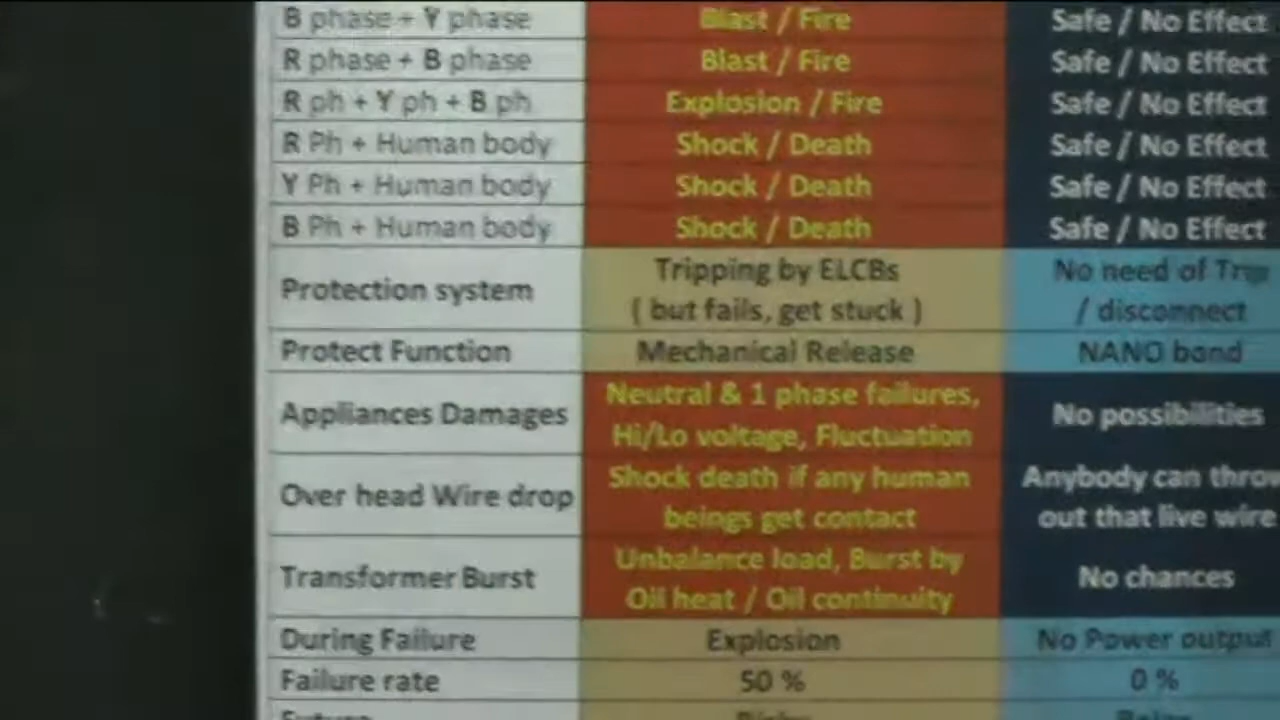 B phase + Y phase Blast / Fire Safe / No Effect
R phase + B phase Blast / Fire Safe / No Effect
R ph + Y ph + B ph Explosion / Fire Safe / No Effect
R Ph + Human body Shock / Death Safe / No Effect
Y Ph + Human body Shock / Death Safe / No Effect
B Ph + Human body Shock / Death Safe / No Effect
Protection system Tripping by ELCBs No need of Trip
( but fails, get stuck ) / disconnect
Protect Function Mechanical Release NANO band
Appliances Damages Neutral & 1 phase failures, No possibilities
Hi/Lo voltage, Fluctuation
Over head Wire drop Shock death if any human Anybody can throw
beings get contact out that live wire
Transformer Burst Unbalance load, Burst by No chances
Oil heat / Oil continuity
During Failure Explosion No Power output
Failure rate 50 % 0 %